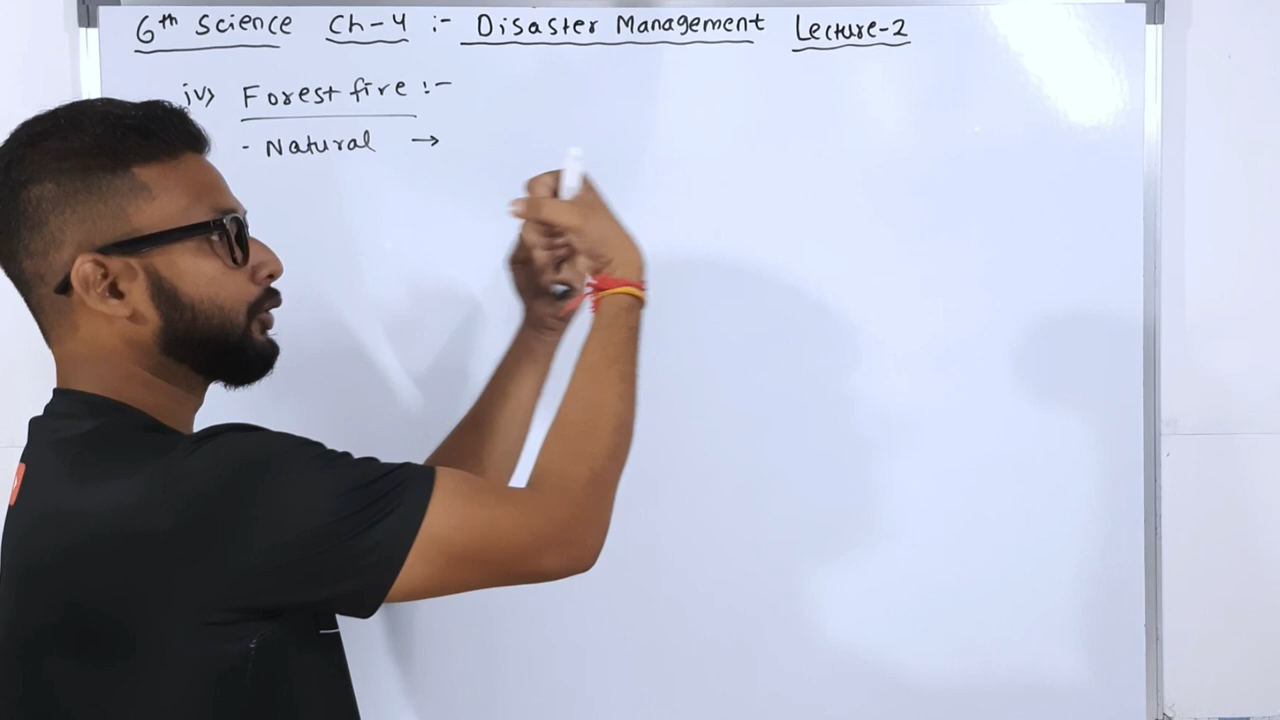 6th Science Ch-4 :- Disaster Management Lecture-2
iv) Forest fire :-
- Natural →